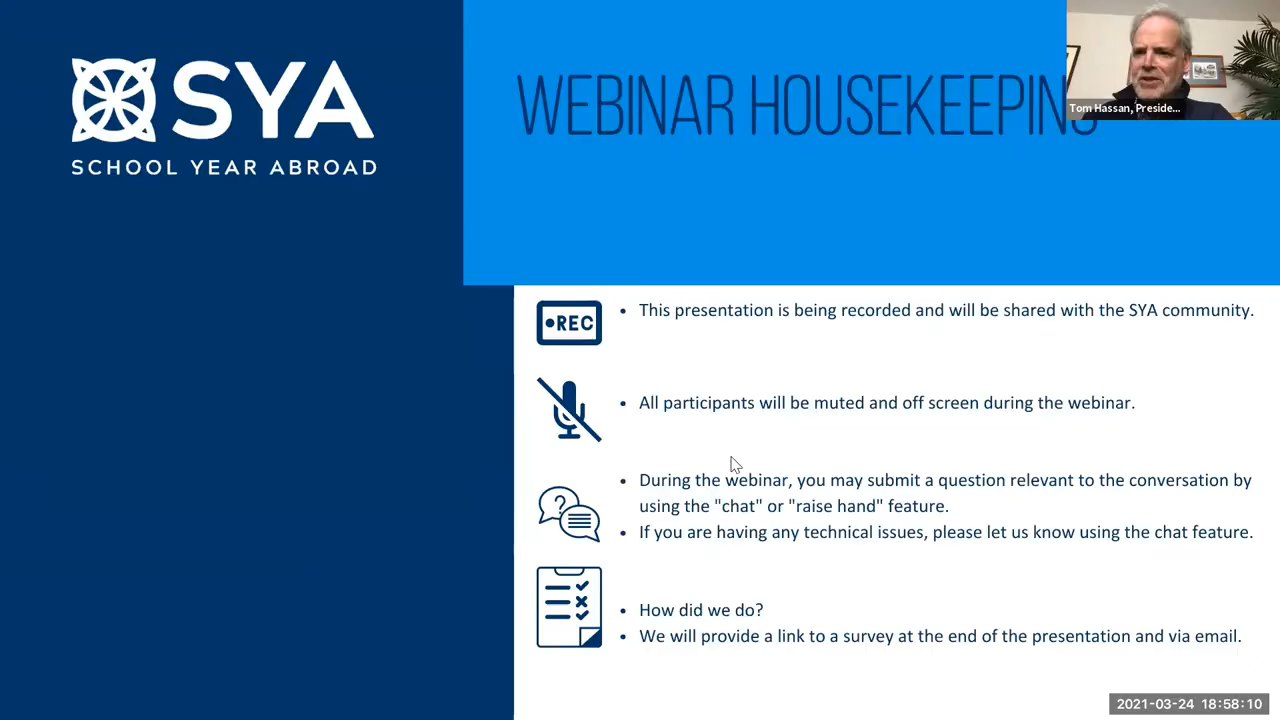 SYA
SCHOOL YEAR ABROAD
WEBINAR HOUSEKEEPING
Tom Hassan, Preside...
REC
• This presentation is being recorded and will be shared with the SYA community.
• All participants will be muted and off screen during the webinar.
?
• During the webinar, you may submit a question relevant to the conversation by
using the "chat" or "raise hand" feature.
• If you are having any technical issues, please let us know using the chat feature.
• How did we do?
• We will provide a link to a survey at the end of the presentation and via email.
2021-03-24 18:58:10